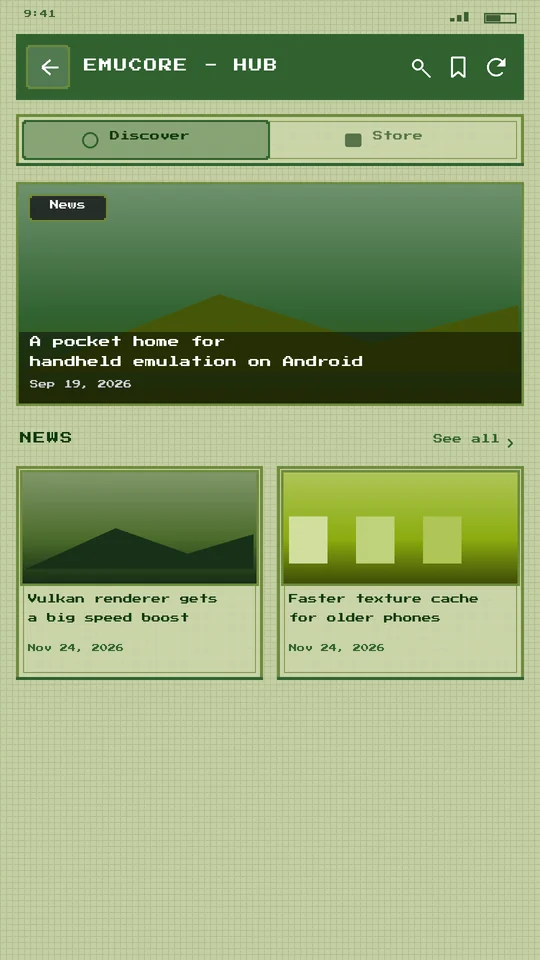 9:41
EMUCORE - HUB
Discover
Store
News
A pocket home for
handheld emulation on Android
Sep 19, 2026
NEWS
See all
Vulkan renderer gets
a big speed boost
Nov 24, 2026
Faster texture cache
for older phones
Nov 24, 2026